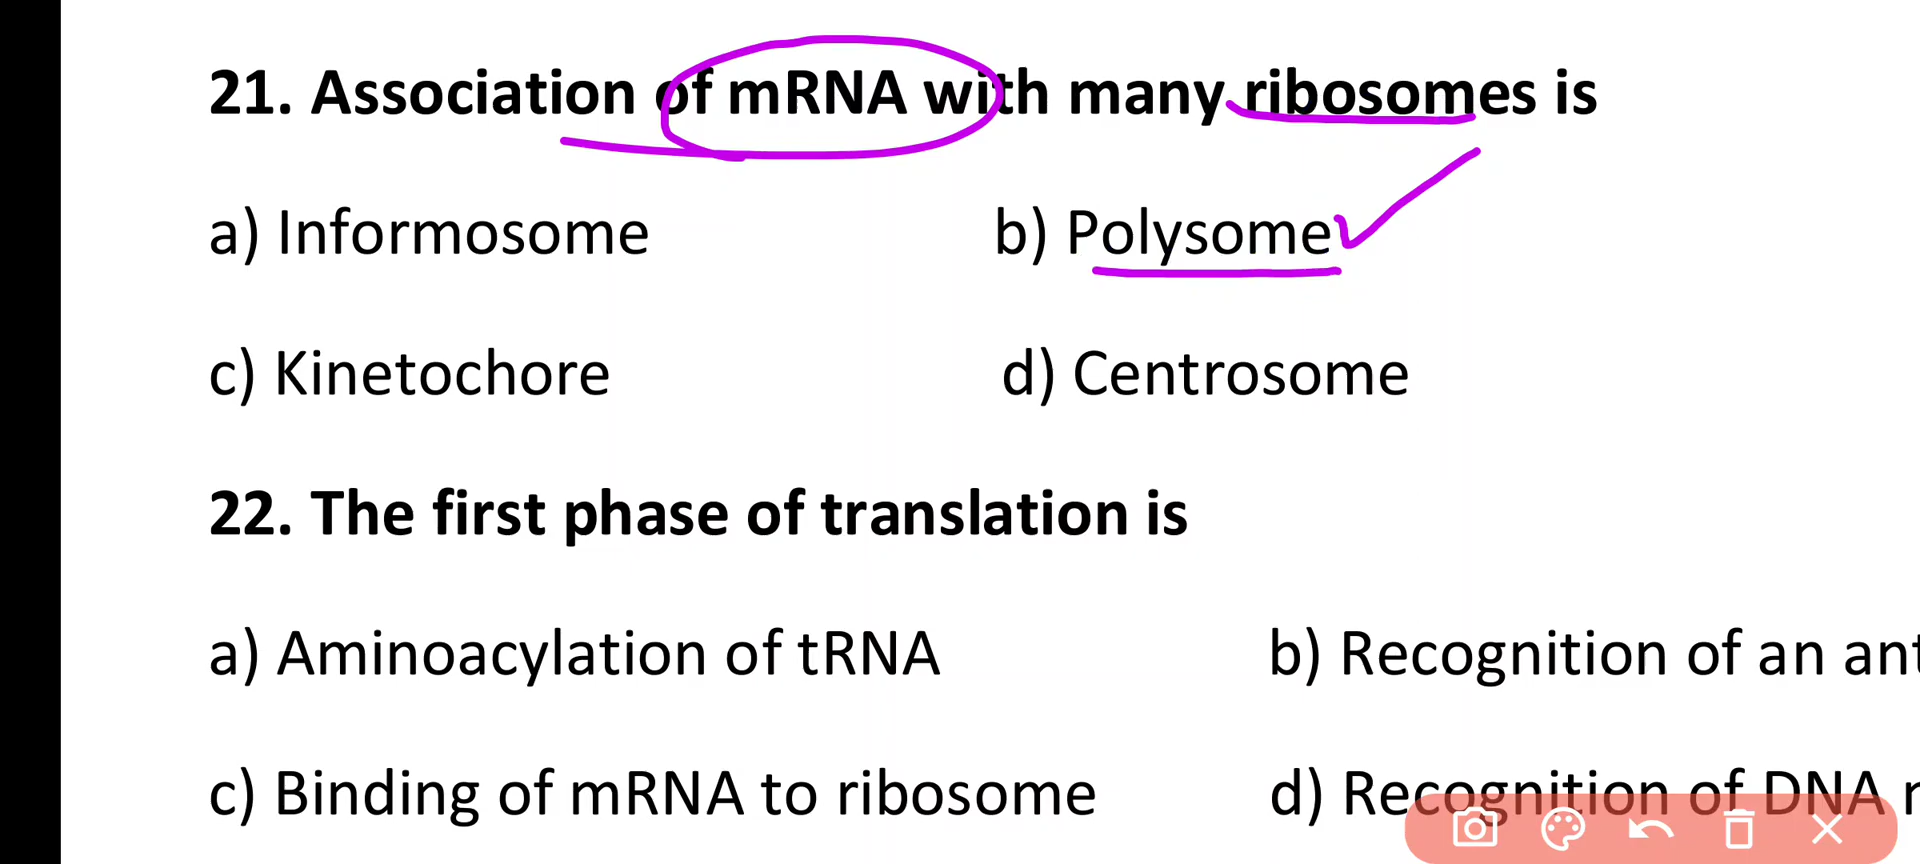 21. Association of mRNA with many ribosomes is
a) Informosome b) Polysome
c) Kinetochore d) Centrosome
22. The first phase of translation is
a) Aminoacylation of tRNA b) Recognition of an
c) Binding of mRNA to ribosome d) Recognition of DNA